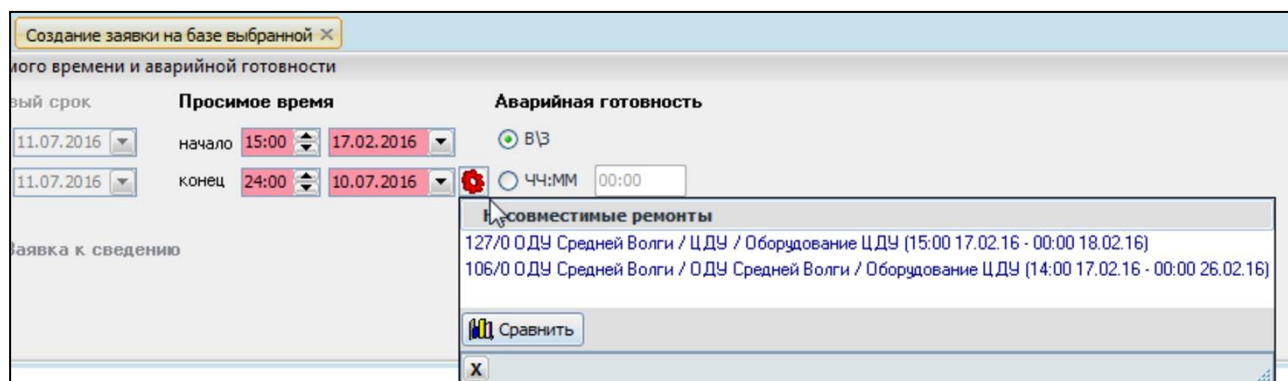 Создание заявки на базе выбранной ×
мого времени и аварийной готовности
вый срок Просимое время Аварийная готовность
11.07.2016 начало 15:00 17.02.2016 В\З
11.07.2016 конец 24:00 10.07.2016 ЧЧ:ММ 00:00
совместимые ремонты
127/0 ОДУ Средней Волги / ЦДУ / Оборудование ЦДУ (15:00 17.02.16 - 00:00 18.02.16)
Заявка к сведению
106/0 ОДУ Средней Волги / ОДУ Средней Волги / Оборудование ЦДУ (14:00 17.02.16 - 00:00 26.02.16)
Сравнить
X